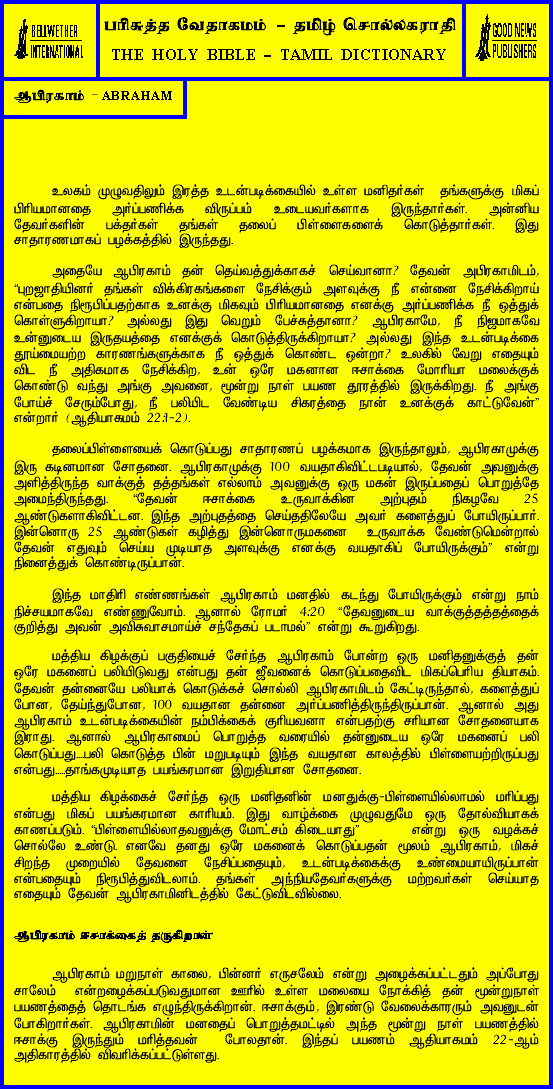 BELLWETHER
INTERNATIONAL
பரிசுத்த வேதாகமம் - தமிழ் சொல்லகராதி
THE HOLY BIBLE - TAMIL DICTIONARY
GOOD NEWS
PUBLISHERS
ஆபிரகாம் - ABRAHAM
உலகம் முழுவதிலும் இரத்த உடன்படிக்கையில் உள்ள மனிதர்கள் தங்களுக்கு மிகப்
பிரியமானதை அர்ப்பணிக்க விருப்பம் உடையவர்களாக இருந்தார்கள். அன்னிய
தேவர்களின் பக்தர்கள் தங்கள் தலைப் பிள்ளைகளைக் கொடுத்தார்கள். இது
சாதாரணமாகப் பழக்கத்தில் இருந்தது.
அதையே ஆபிரகாம் தன் தெய்வத்துக்காகச் செய்வானா? தேவன் அபிரகாமிடம்,
“புறஜாதியினர் தங்கள் விக்கிரகங்களை நேசிக்கும் அளவுக்கு நீ என்னை நேசிக்கிறாய்
என்பதை நிரூபிப்பதற்காக உனக்கு மிகவும் பிரியமானதை எனக்கு அர்ப்பணிக்க நீ ஒத்துக்
கொள்ளுகிறாயா? அல்லது இது வெறும் பேச்சுத்தானா? ஆபிரகாமே, நீ நிஜமாகவே
உன்னுடைய இருதயத்தை எனக்குக் கொடுத்திருக்கிறாயா? அல்லது இந்த உடன்படிக்கை
தூய்மையற்ற காரணங்களுக்காக நீ ஒத்துக் கொண்ட ஒன்றா? உலகில் வேறு எதையும்
விட நீ அதிகமாக நேசிக்கிற, உன் ஒரே மகனான ஈசாக்கை மோரியா மலைக்குக்
கொண்டு வந்து அங்கு அவனை, மூன்று நாள் பயண தூரத்தில் இருக்கிறது. நீ அங்கு
போய்ச் சேரும்போது, நீ பலியிட வேண்டிய சிகரத்தை நான் உனக்குக் காட்டுவேன்”
என்றார் (ஆதியாகமம் 22:1-2).
தலைப்பிள்ளையைக் கொடுப்பது சாதாரணப் பழக்கமாக இருந்தாலும், ஆபிரகாமுக்கு
இரு கடினமான சோதனை. ஆபிரகாமுக்கு 100 வயதாகிவிட்டபடியால், தேவன் அவனுக்கு
அளித்திருந்த வாக்குத் தத்தங்கள் எல்லாம் அவனுக்கு ஒரு மகன் இருப்பதைப் பொறுத்தே
அமைந்திருந்தது. “தேவன் ஈசாக்கை உருவாக்கின அற்புதம் நிகழவே 25
ஆண்டுகளாகிவிட்டன. இந்த அற்புதத்தை செய்ததிலேயே அவர் களைத்துப் போயிருப்பார்.
இன்னொரு 25 ஆண்டுகள் கழித்து இன்னொருமகனை உருவாக்க வேண்டுமென்றால்
தேவன் எதுவும் செய்ய முடியாத அளவுக்கு எனக்கு வயதாகிப் போயிருக்கும்” என்று
நினைத்துக் கொண்டிருப்பான்.
இந்த மாதிரி எண்ணங்கள் ஆபிரகாம் மனதில் கடந்து போயிருக்கும் என்று நாம்
நிச்சயமாகவே எண்ணுவோம். ஆனால் ரோமர் 4:20 “தேவனுடைய வாக்குத்தத்தத்தைக்
குறித்து அவன் அவிசுவாசமாய்ச் சந்தேகப் படாமல்” என்று கூறுகிறது.
மத்திய கிழக்குப் பகுதியைச் சேர்ந்த ஆபிரகாம் போன்ற ஒரு மனிதனுக்குத் தன்
ஒரே மகனைப் பலியிடுவது என்பது தன் ஜீவனைக் கொடுப்பதைவிட மிகப்பெரிய தியாகம்.
தேவன் தன்னையே பலியாக் கொடுக்கச் சொல்லி ஆபிரகாமிடம் கேட்டிருந்தால், களைத்துப்
போன, தேய்ந்துபோன, 100 வயதான தன்னை அர்ப்பணித்திருந்திருப்பான். ஆனால் அது
ஆபிரகாம் உடன்படிக்கையின் நம்பிக்கைக் குரியவனா என்பதற்கு சரியான சோதனையாக
இராது. ஆனால் ஆபிரகாமைப் பொறுத்த வரையில் தன்னுடைய ஒரே மகனைப் பலி
கொடுப்பது....பலி கொடுத்த பின் மறுபடியும் இந்த வயதான காலத்தில் பிள்ளையற்றிருப்பது
என்பது.....தாங்கமுடியாத பயங்கரமான இறுதியான சோதனை.
மத்திய கிழக்கைச் சேர்ந்த ஒரு மனிதனின் மனதுக்கு-பிள்ளையில்லாமல் மரிப்பது
என்பது மிகப் பயங்கரமான காரியம். இது வாழ்க்கை முழுவதுமே ஒரு தோல்வியாகக்
காணப்படும். “பிள்ளையில்லாதவனுக்கு மோட்சம் கிடையாது” என்று ஒரு வழக்கச்
சொல்லே உண்டு. எனவே தனது ஒரே மகனைக் கொடுப்பதன் மூலம் ஆபிரகாம், மிகச்
சிறந்த முறையில் தேவனை நேசிப்பதையும், உடன்படிக்கைக்கு உண்மையாயிருப்பான்
என்பதையும் நிரூபித்துவிடலாம். தங்கள் அந்நியதேவர்களுக்கு மற்றவர்கள் செய்யாத
எதையும் தேவன் ஆபிரகாமினிடத்தில் கேட்டுவிடவில்லை.
ஆபிரகாம் ஈசாக்கைத் தருகிறான்
ஆபிரகாம் மறுநாள் காலை, பின்னர் எருசலேம் என்று அழைக்கப்பட்டதும் அப்போது
சாலேம் என்றழைக்கப்படுவதுமான ஊரில் உள்ள மலையை நோக்கித் தன் மூன்றுநாள்
பயணத்தைத் தொடங்க எழுந்திருக்கிறான். ஈசாக்கும், இரண்டு வேலைக்காரரும் அவனுடன்
போகிறார்கள். ஆபிரகாமின் மனதைப் பொறுத்தமட்டில் அந்த மூன்று நாள் பயணத்தில்
ஈசாக்கு இருந்தும் மரித்தவன் போலதான். இந்தப் பயணம் ஆதியாகமம் 22-ஆம்
அதிகாரத்தில் விவரிக்கப்பட்டுள்ளது.